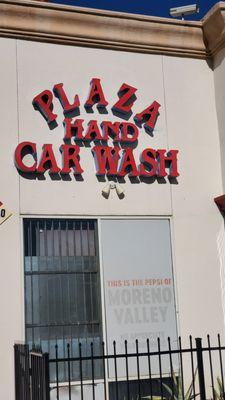 PLAZA
HAND
CAR WASH
THIS IS THE PEPSI OF
MORENO
VALLEY